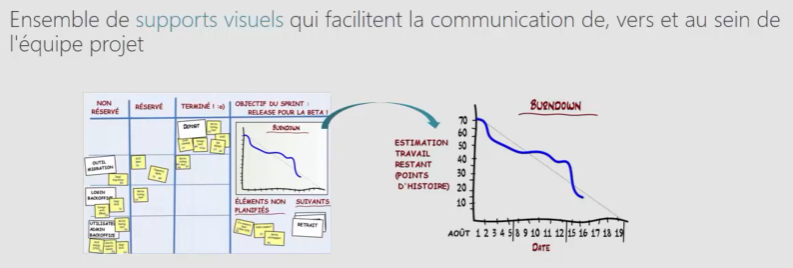 Ensemble de supports visuels qui facilitent la communication de, vers et au sein de
l'équipe projet
NON
RÉSERVÉ
RÉSERVÉ
TERMINÉ ! :o)
OBJECTIF DU SPRINT :
RELEASE POUR LA BETA !
DEPORT
BURNDOWN
OUTIL
MIGRATION
LOGIN
BACKOFFICE
UTILISATE
ADMIN
BACKOFFICE
ÉLÉMENTS NON
PLANIFIÉS
SUIVANTS
RETRAIT
BURNDOWN
ESTIMATION
TRAVAIL
RESTANT
(POINTS
D'HISTOIRE)
70
60
50
40
30
20
10
AOÛT 1 2 3 4 5 8 9 10 11 12 15 16 17 18 19
DATE